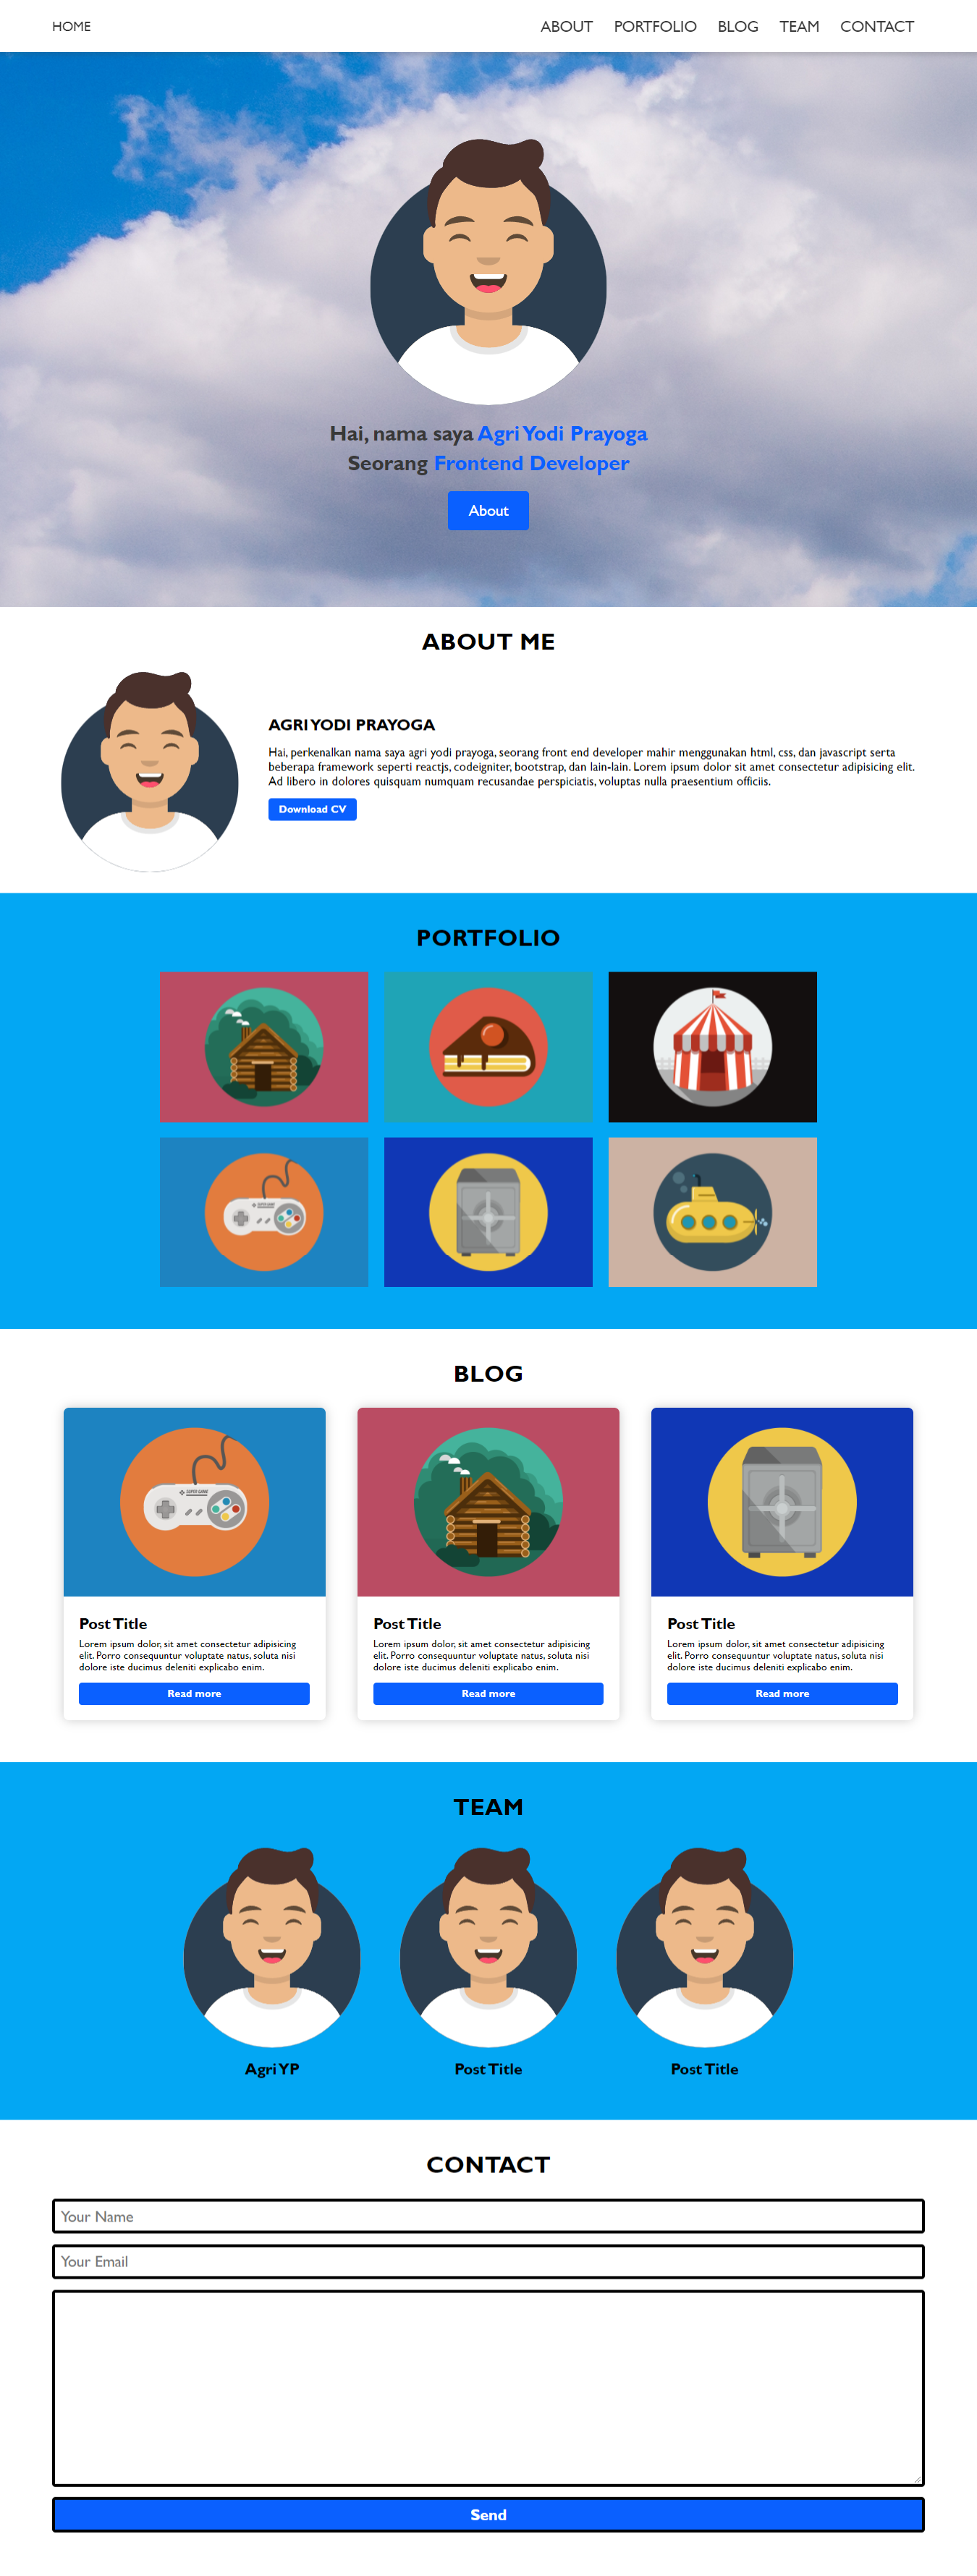 HOME
ABOUT PORTFOLIO BLOG TEAM CONTACT
Hai, nama saya Agri Yodi Prayoga
Seorang Frontend Developer
About
ABOUT ME
AGRI YODI PRAYOGA
Hai, perkenalkan nama saya agri yodi prayoga, seorang front end developer mahir menggunakan html, css, dan javascript serta
beberapa framework seperti reactjs, codeigniter, bootstrap, dan lain-lain. Lorem ipsum dolor sit amet consectetur adipisicing elit.
Ad libero in dolores quisquam numquam recusandae perspiciatis, voluptas nulla praesentium officiis.
Download CV
PORTFOLIO
SUPER GAME
BLOG
SUPER GAME
Post Title
Lorem ipsum dolor, sit amet consectetur adipisicing
elit. Porro consequuntur voluptate natus, soluta nisi
dolore iste ducimus deleniti explicabo enim.
Read more
Post Title
Lorem ipsum dolor, sit amet consectetur adipisicing
elit. Porro consequuntur voluptate natus, soluta nisi
dolore iste ducimus deleniti explicabo enim.
Read more
Post Title
Lorem ipsum dolor, sit amet consectetur adipisicing
elit. Porro consequuntur voluptate natus, soluta nisi
dolore iste ducimus deleniti explicabo enim.
Read more
TEAM
Agri YP
Post Title
Post Title
CONTACT
Your Name
Your Email
Send